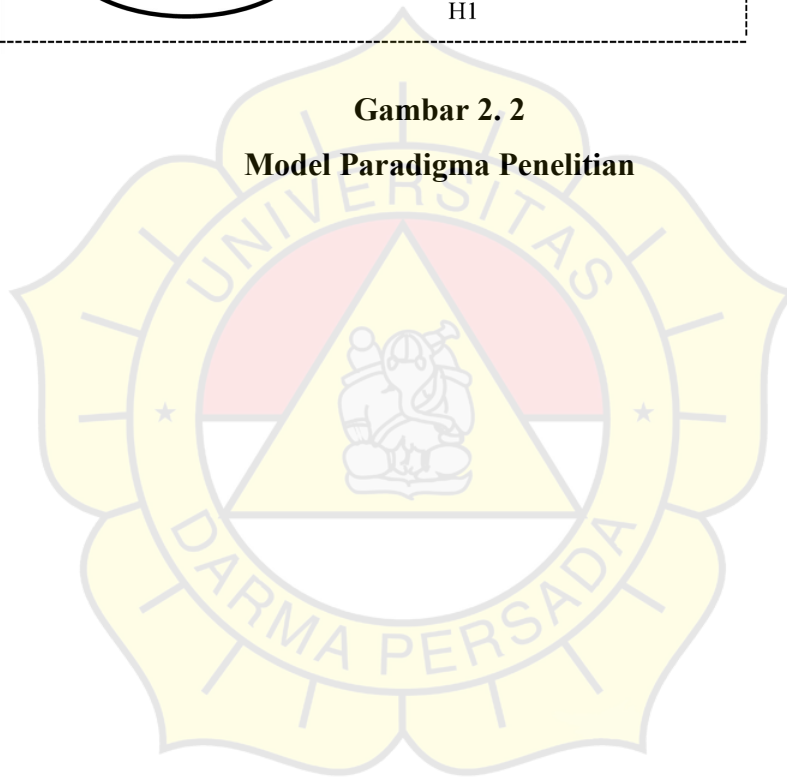 H1
Gambar 2. 2
Model Paradigma Penelitian
UNIVERSITAS
DARMA PERSADA